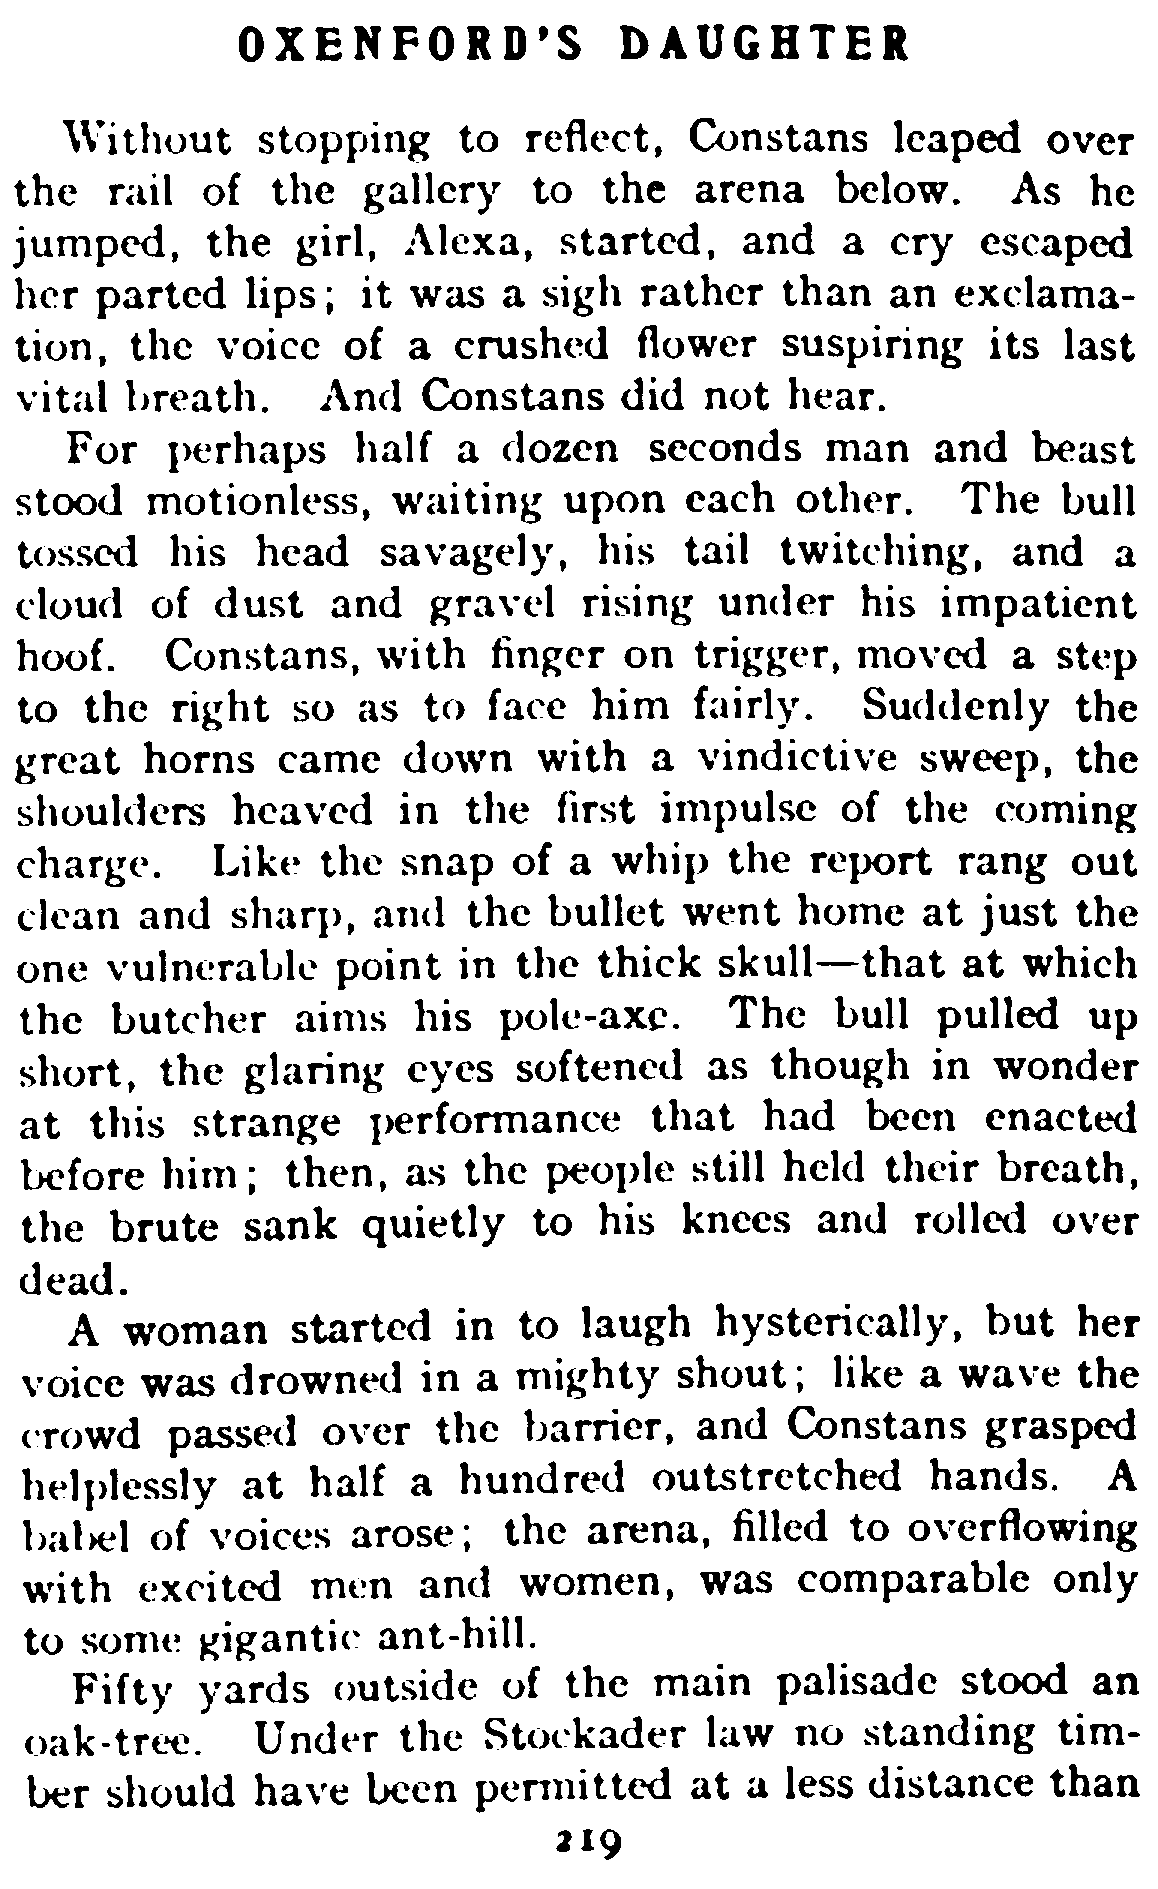 OXENFORD'S DAUGHTER
Without stopping to reflect, Constans leaped over
the rail of the gallery to the arena below. As he
jumped, the girl, Alexa, started, and a cry escaped
her parted lips; it was a sigh rather than an exclama-
tion, the voice of a crushed flower suspiring its last
vital breath. And Constans did not hear.
For perhaps half a dozen seconds man and beast
stood motionless, waiting upon each other. The bull
tossed his head savagely, his tail twitching, and a
cloud of dust and gravel rising under his impatient
hoof. Constans, with finger on trigger, moved a step
to the right so as to face him fairly. Suddenly the
great horns came down with a vindictive sweep, the
shoulders heaved in the first impulse of the coming
charge. Like the snap of a whip the report rang out
clean and sharp, and the bullet went home at just the
one vulnerable point in the thick skull—that at which
the butcher aims his pole-axe. The bull pulled up
short, the glaring eyes softened as though in wonder
at this strange performance that had been enacted
before him; then, as the people still held their breath,
the brute sank quietly to his knees and rolled over
dead.
A woman started in to laugh hysterically, but her
voice was drowned in a mighty shout; like a wave the
crowd passed over the barrier, and Constans grasped
helplessly at half a hundred outstretched hands. A
babel of voices arose; the arena, filled to overflowing
with excited men and women, was comparable only
to some gigantic ant-hill.
Fifty yards outside of the main palisade stood an
oak-tree. Under the Stockader law no standing tim-
ber should have been permitted at a less distance than
219